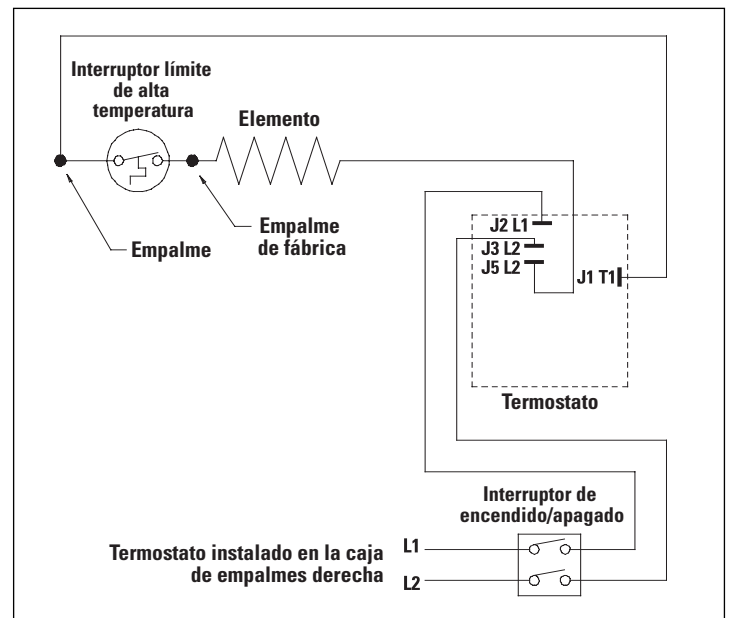 Interruptor límite
de alta
temperatura
Elemento
Empalme
Empalme
de fábrica
J2 L1
J3 L2
J5 L2
J1 T1
Termostato
Interruptor de
encendido/apagado
Termostato instalado en la caja
de empalmes derecha
L1
L2